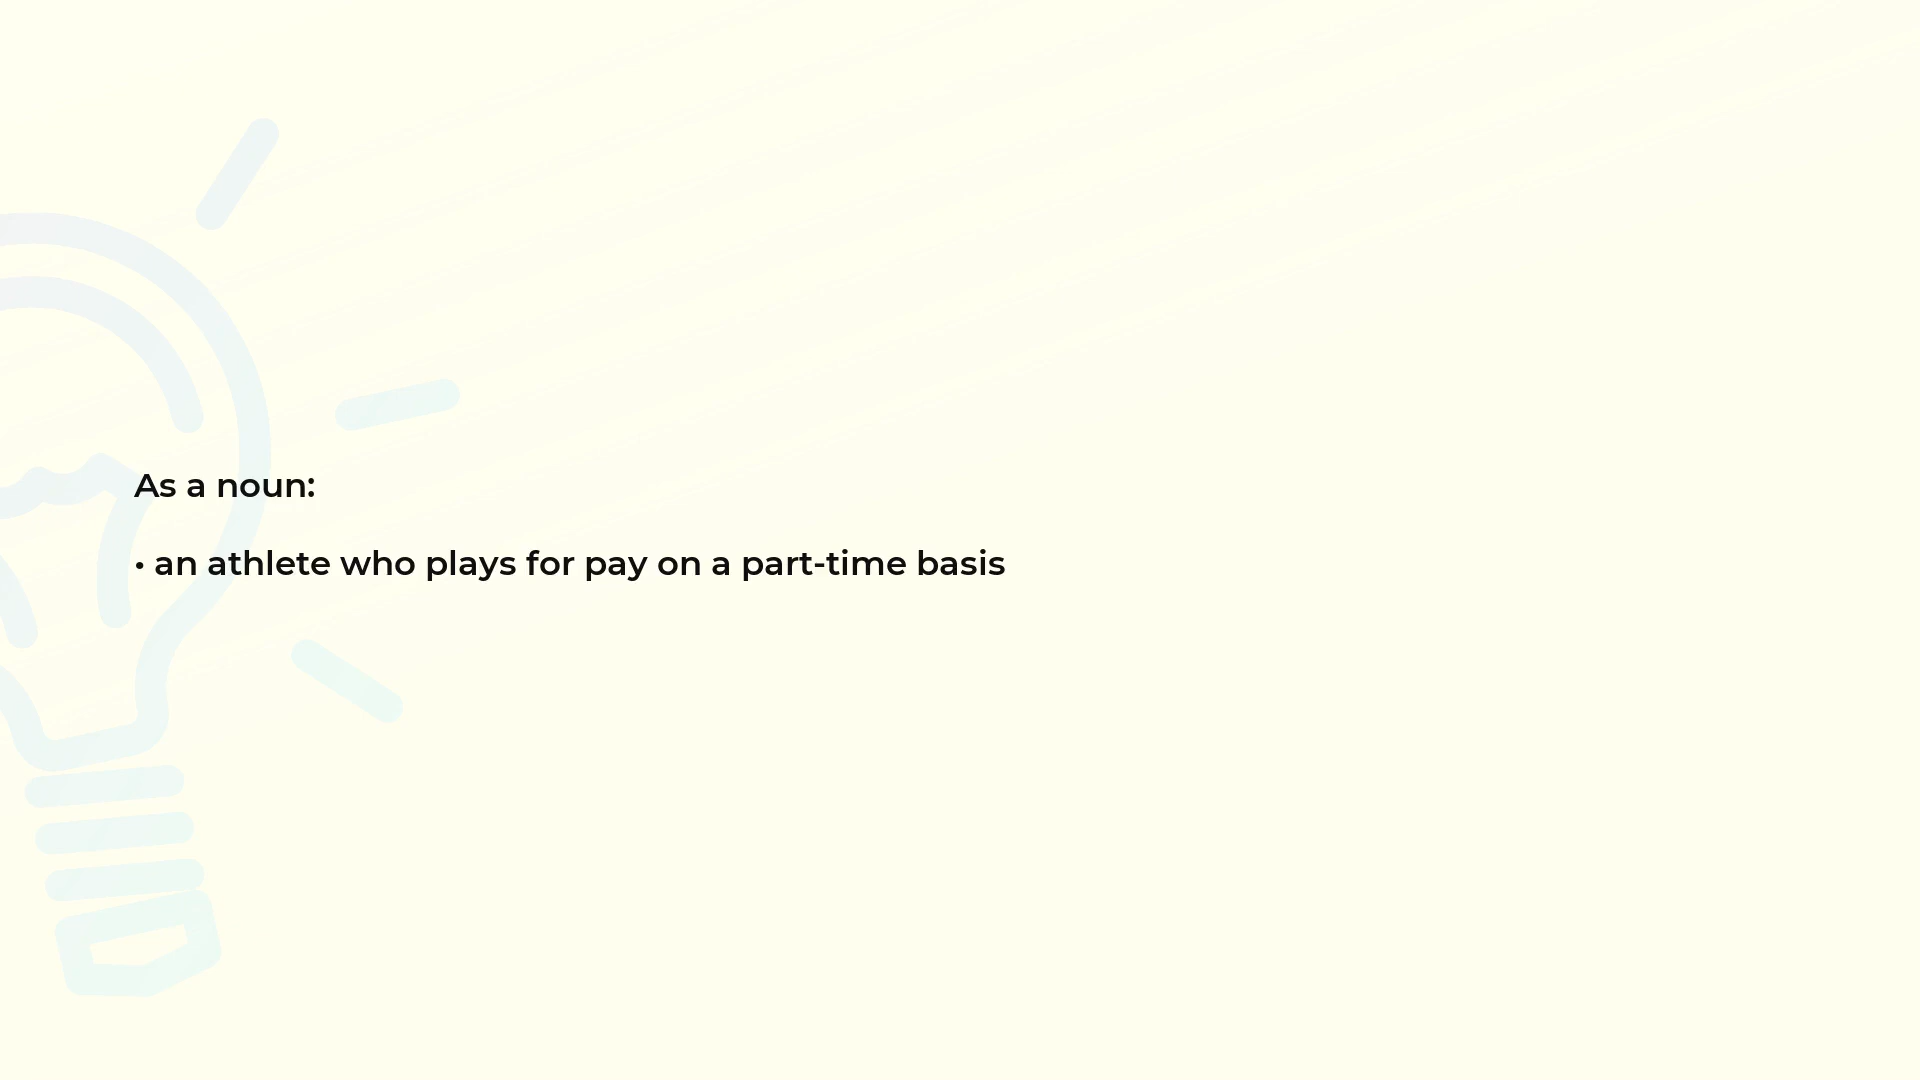 As a noun:
• an athlete who plays for pay on a part-time basis